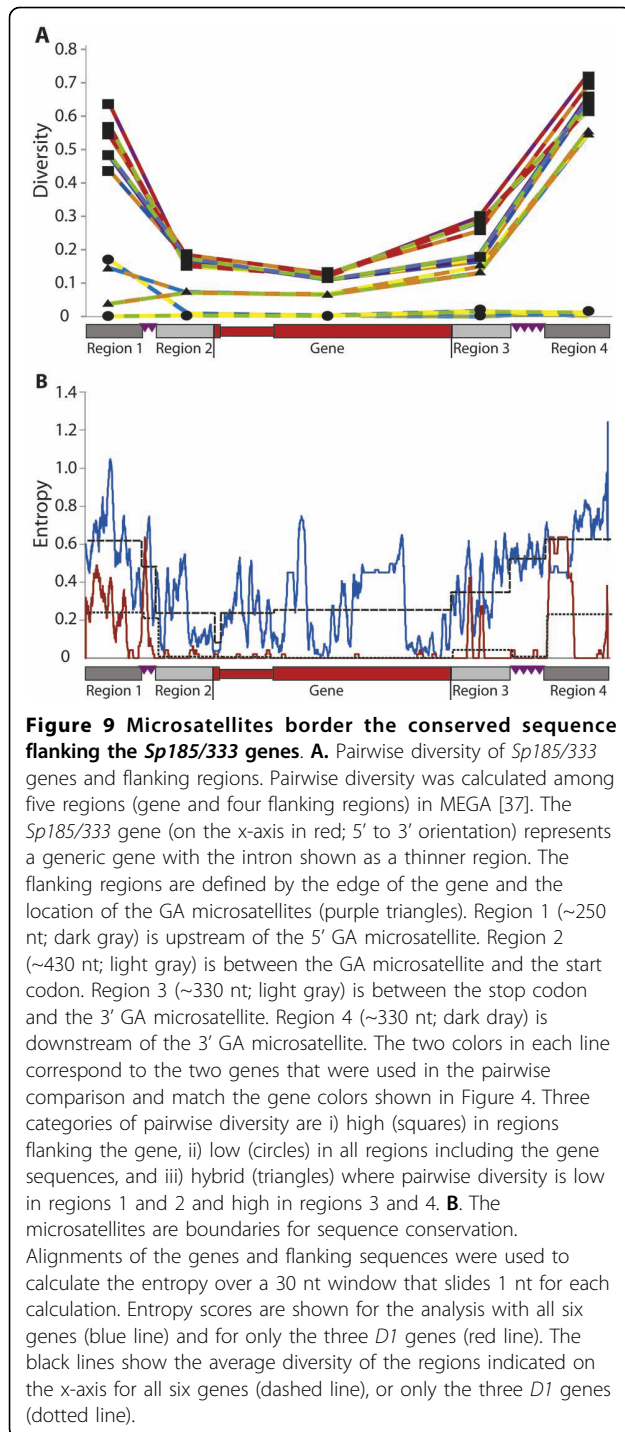 A
0.8
0.7
0.6
0.5
0.4
0.3
0.2
0.1
0
Diversity
Region 1
Region 2
Gene
Region 3
Region 4
B
1.4
1.2
1.0
0.8
0.6
0.4
0.2
0
Entropy
Region 1
Region 2
Gene
Region 3
Region 4
Figure 9 Microsatellites border the conserved sequence
flanking the Sp185/333 genes. A. Pairwise diversity of Sp185/333
genes and flanking regions. Pairwise diversity was calculated among
five regions (gene and four flanking regions) in MEGA [37]. The
Sp185/333 gene (on the x-axis in red; 5’ to 3’ orientation) represents
a generic gene with the intron shown as a thinner region. The
flanking regions are defined by the edge of the gene and the
location of the GA microsatellites (purple triangles). Region 1 (~250
nt; dark gray) is upstream of the 5’ GA microsatellite. Region 2
(~430 nt; light gray) is between the GA microsatellite and the start
codon. Region 3 (~330 nt; light gray) is between the stop codon
and the 3’ GA microsatellite. Region 4 (~330 nt; dark dray) is
downstream of the 3’ GA microsatellite. The two colors in each line
correspond to the two genes that were used in the pairwise
comparison and match the gene colors shown in Figure 4. Three
categories of pairwise diversity are i) high (squares) in regions
flanking the gene, ii) low (circles) in all regions including the gene
sequences, and iii) hybrid (triangles) where pairwise diversity is low
in regions 1 and 2 and high in regions 3 and 4. B. The
microsatellites are boundaries for sequence conservation.
Alignments of the genes and flanking sequences were used to
calculate the entropy over a 30 nt window that slides 1 nt for each
calculation. Entropy scores are shown for the analysis with all six
genes (blue line) and for only the three D1 genes (red line). The
black lines show the average diversity of the regions indicated on
the x-axis for all six genes (dashed line), or only the three D1 genes
(dotted line).